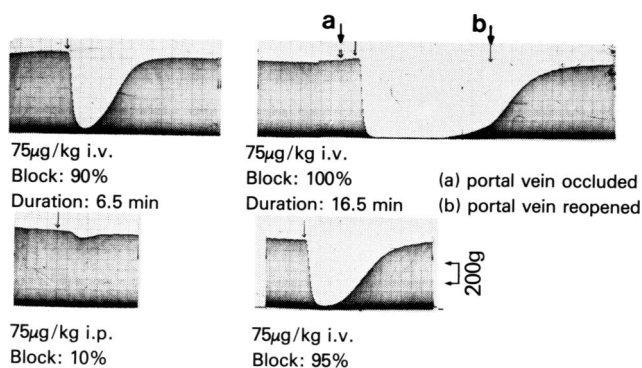 a
b
75µg/kg i.v.
Block: 90%
Duration: 6.5 min
75µg/kg i.v.
Block: 100%
Duration: 16.5 min
(a) portal vein occluded
(b) portal vein reopened
200g
75µg/kg i.p.
Block: 10%
75µg/kg i.v.
Block: 95%